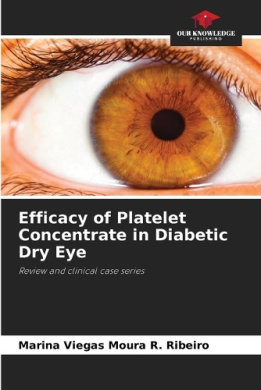 OUR KNOWLEDGE
PUBLISHING
Efficacy of Platelet
Concentrate in Diabetic
Dry Eye
Review and clinical case series
Marina Viegas Moura R. Ribeiro